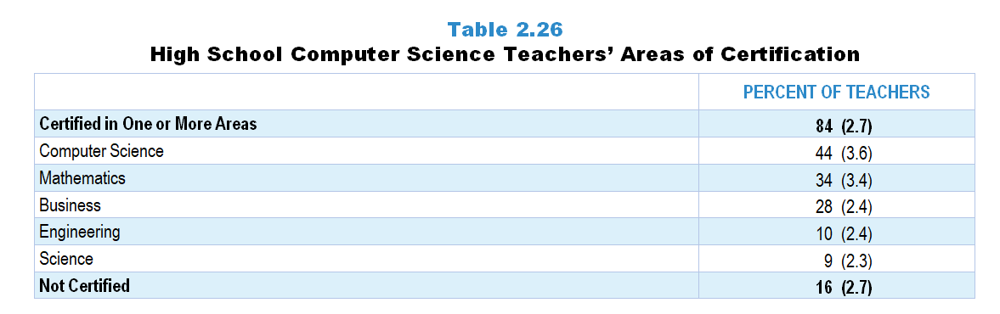 Table 2.26
High School Computer Science Teachers’ Areas of Certification
PERCENT OF TEACHERS
Certified in One or More Areas 84 (2.7)
Computer Science 44 (3.6)
Mathematics 34 (3.4)
Business 28 (2.4)
Engineering 10 (2.4)
Science 9 (2.3)
Not Certified 16 (2.7)